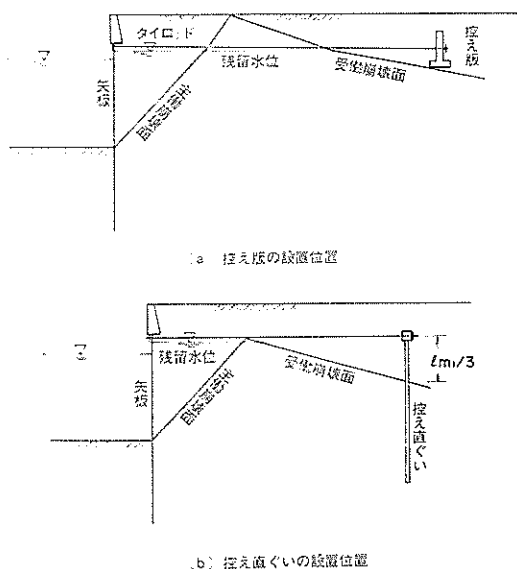 タイロッド
残留水位
控え版
受働崩壊面
矢板
主働崩壊面
(a) 控え版の設置位置
残留水位
受働崩壊面
lm₁/3
矢板
主働崩壊面
控え直ぐい
(b) 控え直ぐいの設置位置